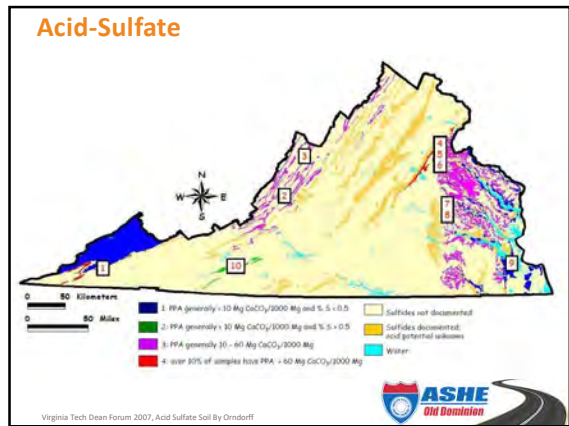 Acid-Sulfate
4
5
6
3
N
W E
S
2
7
8
1
10
9
0 50 Kilometers
0 50 Miles
1: PPA generally < 10 Mg CaCO₃/1000 Mg and % S < 0.5
2: PPA generally > 10 Mg CaCO₃/1000 Mg and % S > 0.5
3: PPA generally 10 - 60 Mg CaCO₃/1000 Mg
4: over 10% of samples have PPA > 60 Mg CaCO₃/1000 Mg
Sulfides not documented
Sulfides documented;
acid potential unknown
Water
ASHE
Old Dominion
Virginia Tech Dean Forum 2007, Acid Sulfate Soil By Orndorff